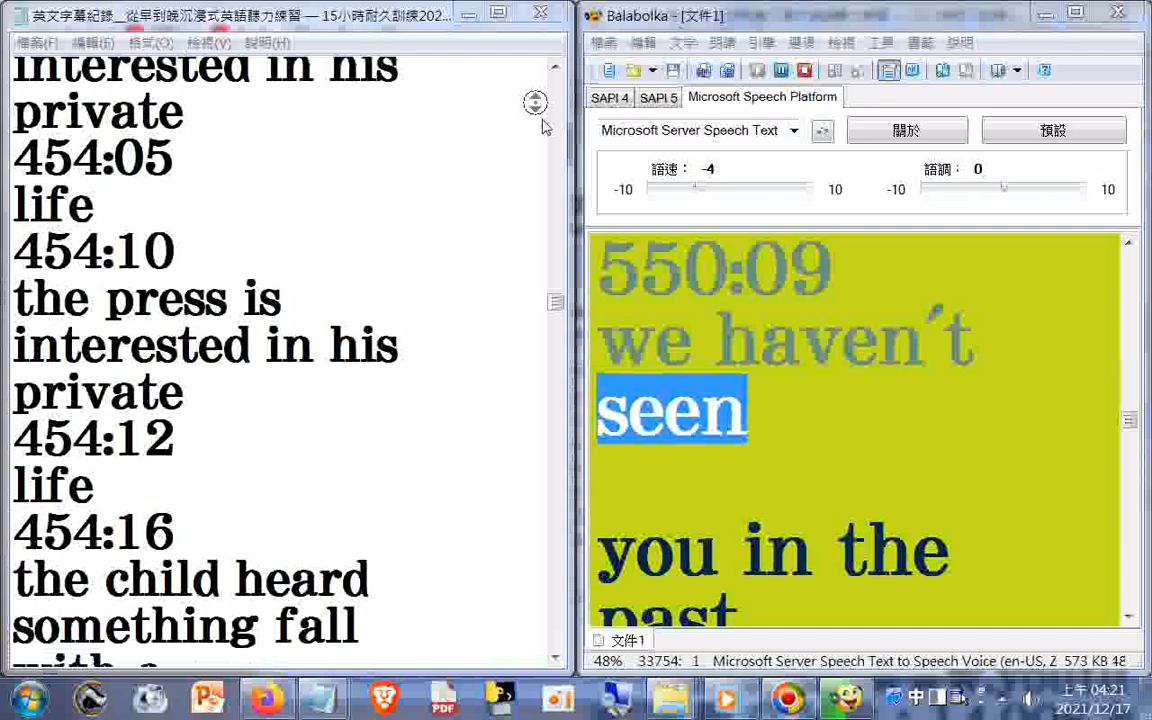 英文字幕紀錄__從早到晚沉浸式英語聽力練習 — 15小時耐久訓練202...
檔案(F) 編輯(E) 格式(O) 檢視(V) 說明(H)
interested in his
private
454:05
life
454:10
the press is
interested in his
private
454:12
life
454:16
the child heard
something fall
with a
Balabolka - [文件1]
檔案 編輯 文字 朗讀 引擎 選項 檢視 工具 書籤 說明
SAPI 4 SAPI 5 Microsoft Speech Platform
Microsoft Server Speech Text
關於 預設
語速： -4 語調： 0
-10 10 -10 10
550:09
we haven't
seen
you in the
past
文件1
48% 33754: 1 Microsoft Server Speech Text to Speech Voice (en-US, Z 573 KB 48
PDF
中
上午 04:21
2021/12/17